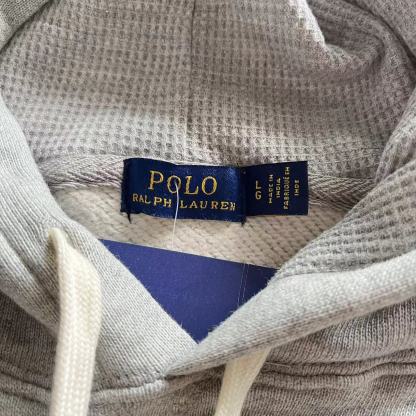 POLO
RALPH LAUREN
L
G
MADE IN
INDIA
FABRIQUÉ EN
INDE